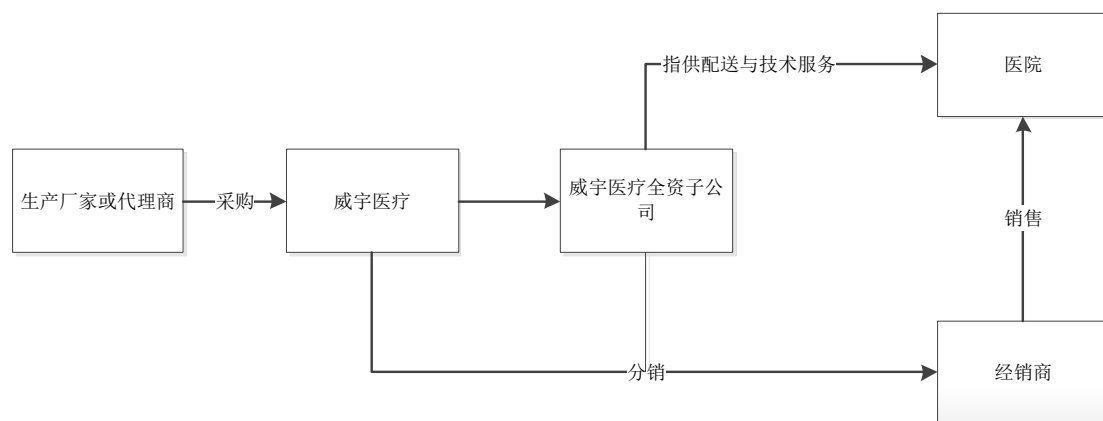 指供配送与技术服务
医院
生产厂家或代理商
采购
威宇医疗
威宇医疗全资子公
司
销售
分销
经销商